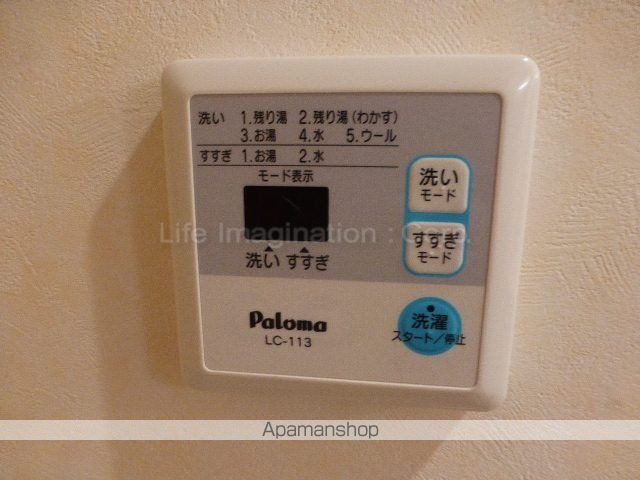 洗い 1.残り湯 2.残り湯(わかす)
3.お湯 4.水 5.ウール
すすぎ 1.お湯 2.水
モード表示
洗い
モード
Life Imagination : Corp.
すすぎ
モード
洗い すすぎ
Paloma
LC-113
洗濯
スタート/停止
Apamanshop